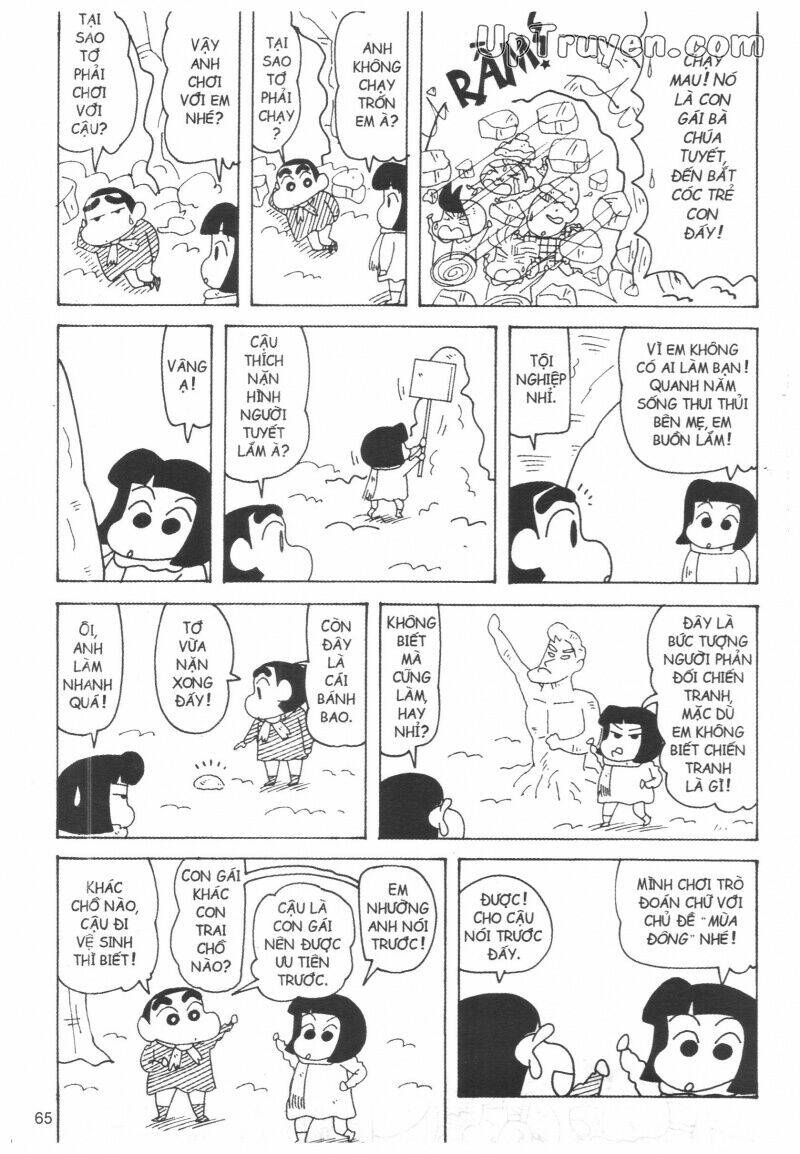 UpTruyen.com
CHẠY
MAU! NÓ
LÀ CON
GÁI BÀ
CHÚA
TUYẾT,
ĐẾN BẮT
CÓC TRẺ
CON
ĐẤY!
RẦM!
ANH
KHÔNG
CHẠY
TRỐN
EM À?
TẠI
SAO
TỚ
PHẢI
CHẠY
?
VẬY
ANH
CHƠI
VỚI EM
NHÉ?
TẠI
SAO
TỚ
PHẢI
CHƠI
VỚI
CẬU?
VÌ EM KHÔNG
CÓ AI LÀM BẠN!
QUANH NĂM
SỐNG THUI THỦI
BÊN MẸ, EM
BUỒN LẮM!
TỘI
NGHIỆP
NHỈ.
CẬU
THÍCH
NẶN
HÌNH
NGƯỜI
TUYẾT
LẮM À?
VÂNG
Ạ!
ĐÂY LÀ
BỨC TƯỢNG
NGƯỜI PHẢN
ĐỐI CHIẾN
TRANH,
MẶC DÙ
EM KHÔNG
BIẾT CHIẾN
TRANH
LÀ GÌ!
KHÔNG
BIẾT
MÀ
CŨNG
LÀM,
HAY
NHỈ?
CÒN
ĐÂY
LÀ
CÁI
BÁNH
BAO.
TỚ
VỪA
NẶN
XONG
ĐẤY!
ÔI,
ANH
LÀM
NHANH
QUÁ!
MÌNH CHƠI TRÒ
ĐOÁN CHỮ VỚI
CHỦ ĐỀ "MÙA
ĐÔNG" NHÉ!
ĐƯỢC!
CHO CẬU
NÓI TRƯỚC
ĐẤY.
EM
NHƯỜNG
ANH NÓI
TRƯỚC!
CẬU LÀ
CON GÁI
NÊN ĐƯỢC
ƯU TIÊN
TRƯỚC.
CON GÁI
KHÁC
CON
TRAI
CHỖ
NÀO?
KHÁC
CHỖ NÀO,
CẬU ĐI
VỆ SINH
THÌ BIẾT!
65